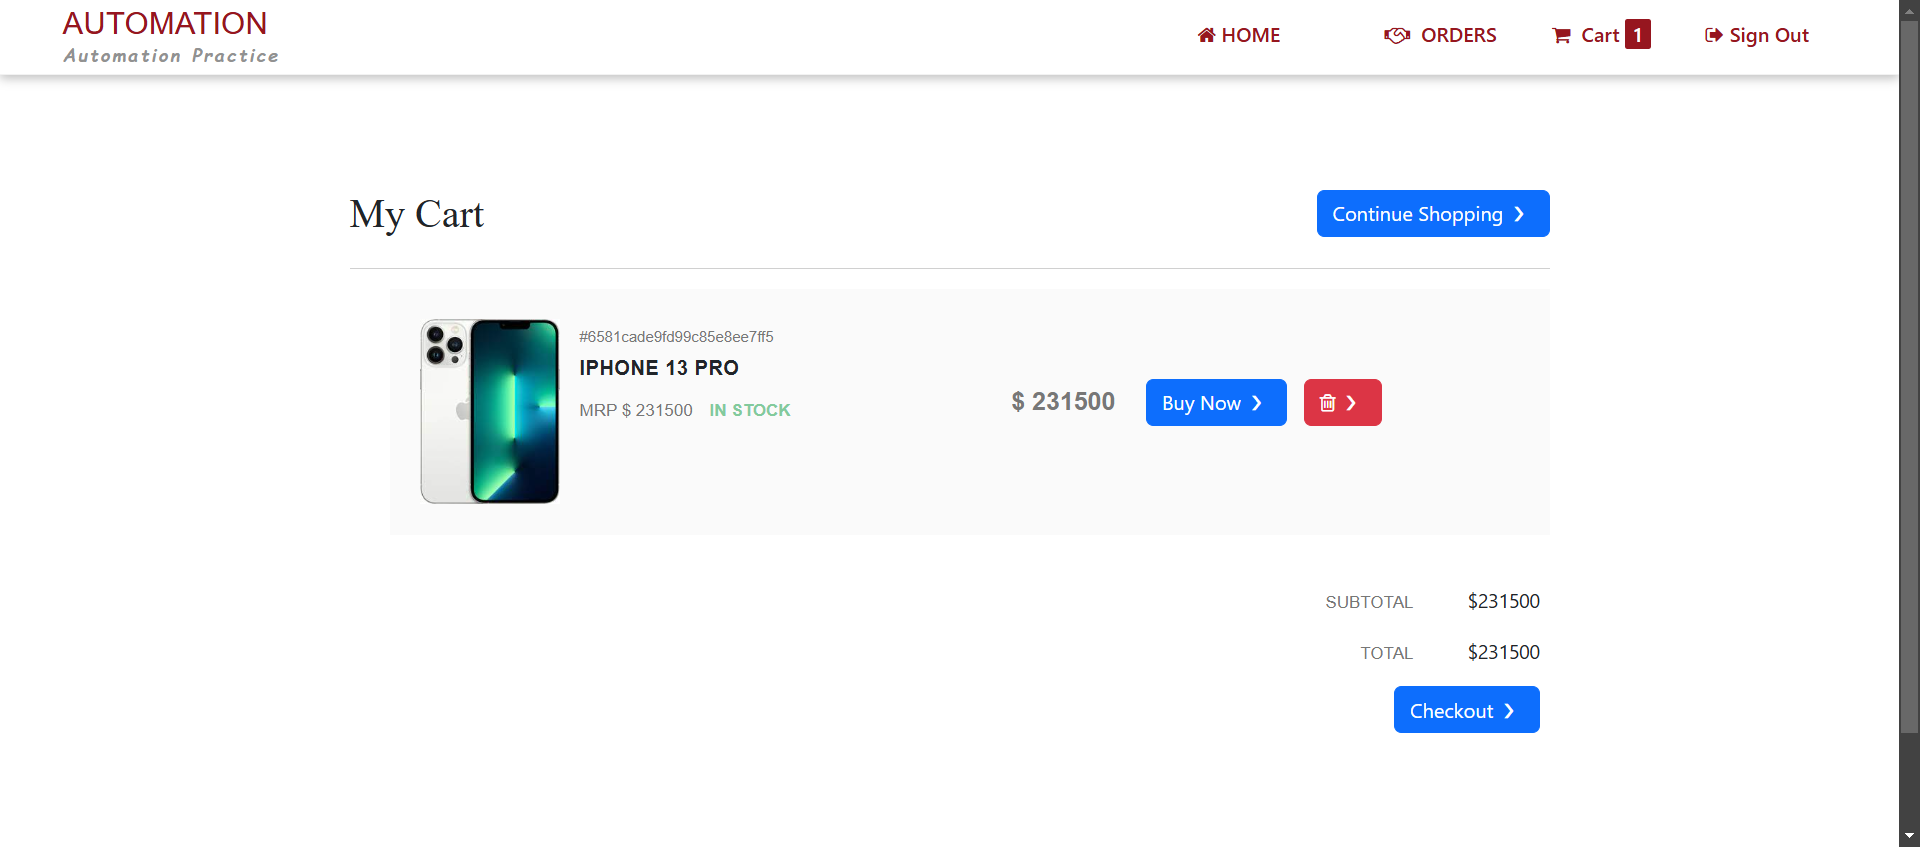 AUTOMATION
Automation Practice
HOME
ORDERS
Cart 1
Sign Out
My Cart
Continue Shopping ❯
#6581cade9fd99c85e8ee7ff5
IPHONE 13 PRO
MRP $ 231500 IN STOCK
$ 231500
Buy Now ❯
❯
SUBTOTAL $231500
TOTAL $231500
Checkout ❯